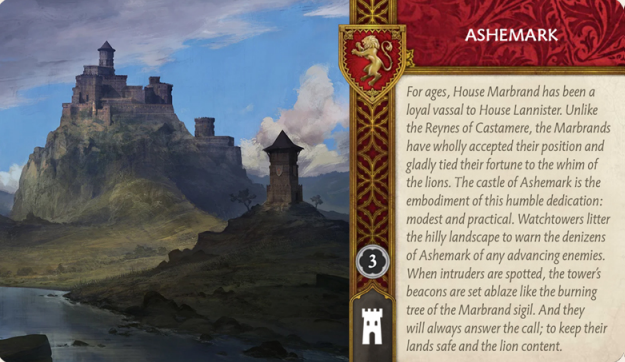 ASHEMARK
For ages, House Marbrand has been a
loyal vassal to House Lannister. Unlike
the Reynes of Castamere, the Marbrands
have wholly accepted their position and
gladly tied their fortune to the whim of
the lions. The castle of Ashemark is the
embodiment of this humble dedication:
modest and practical. Watchtowers litter
the hilly landscape to warn the denizens
of Ashemark of any advancing enemies.
When intruders are spotted, the tower's
beacons are set ablaze like the burning
tree of the Marbrand sigil. And they
will always answer the call; to keep their
lands safe and the lion content.
3